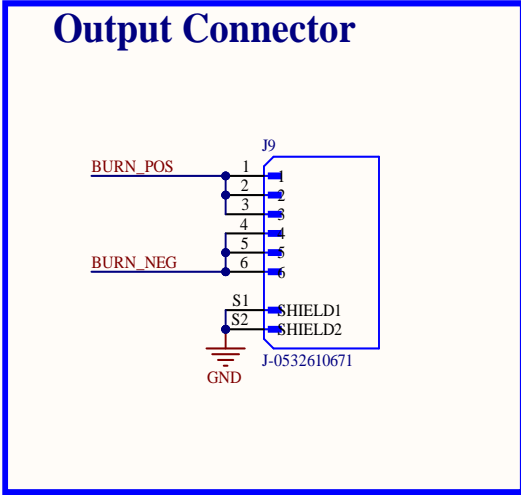 Output Connector
J9
BURN_POS 1 1
2 2
3 3
4 4
5 5
BURN_NEG 6 6
S1 SHIELD1
S2 SHIELD2
J-0532610671
GND